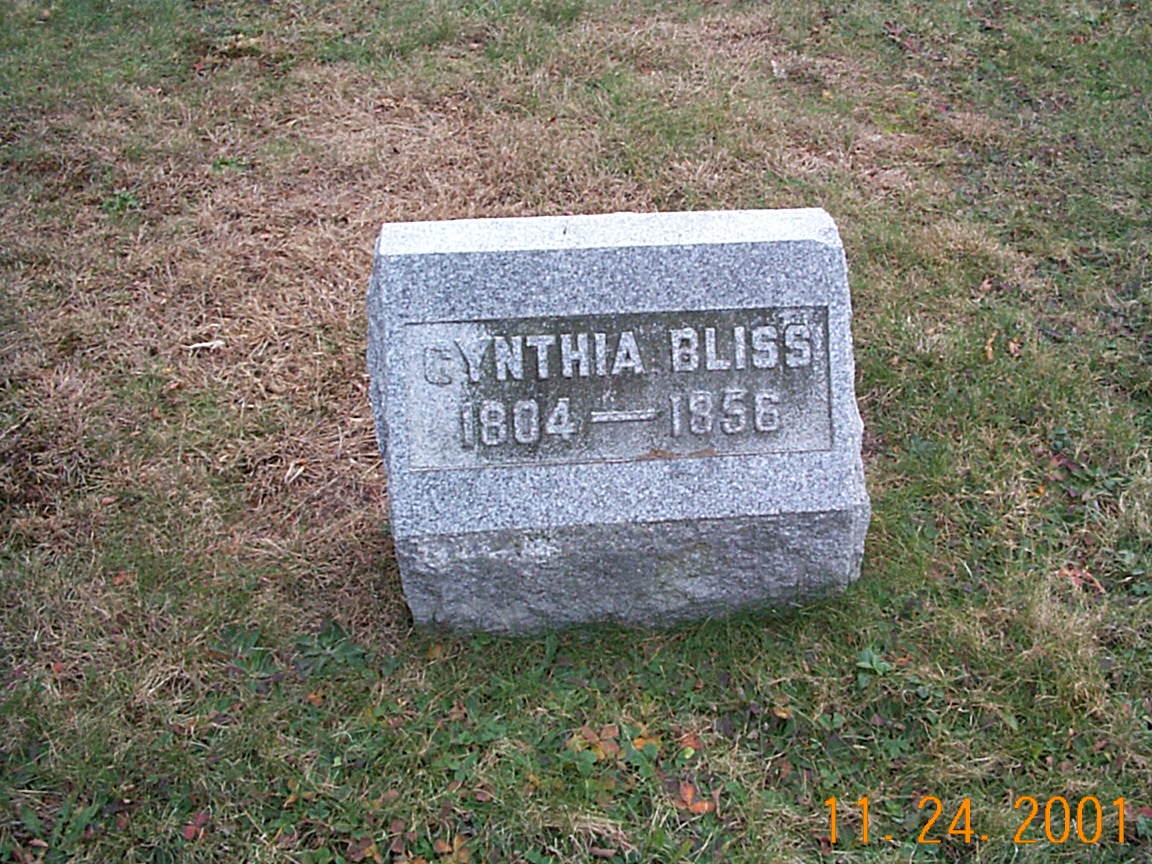 CYNTHIA BLISS
1804 — 1856
11. 24. 2001